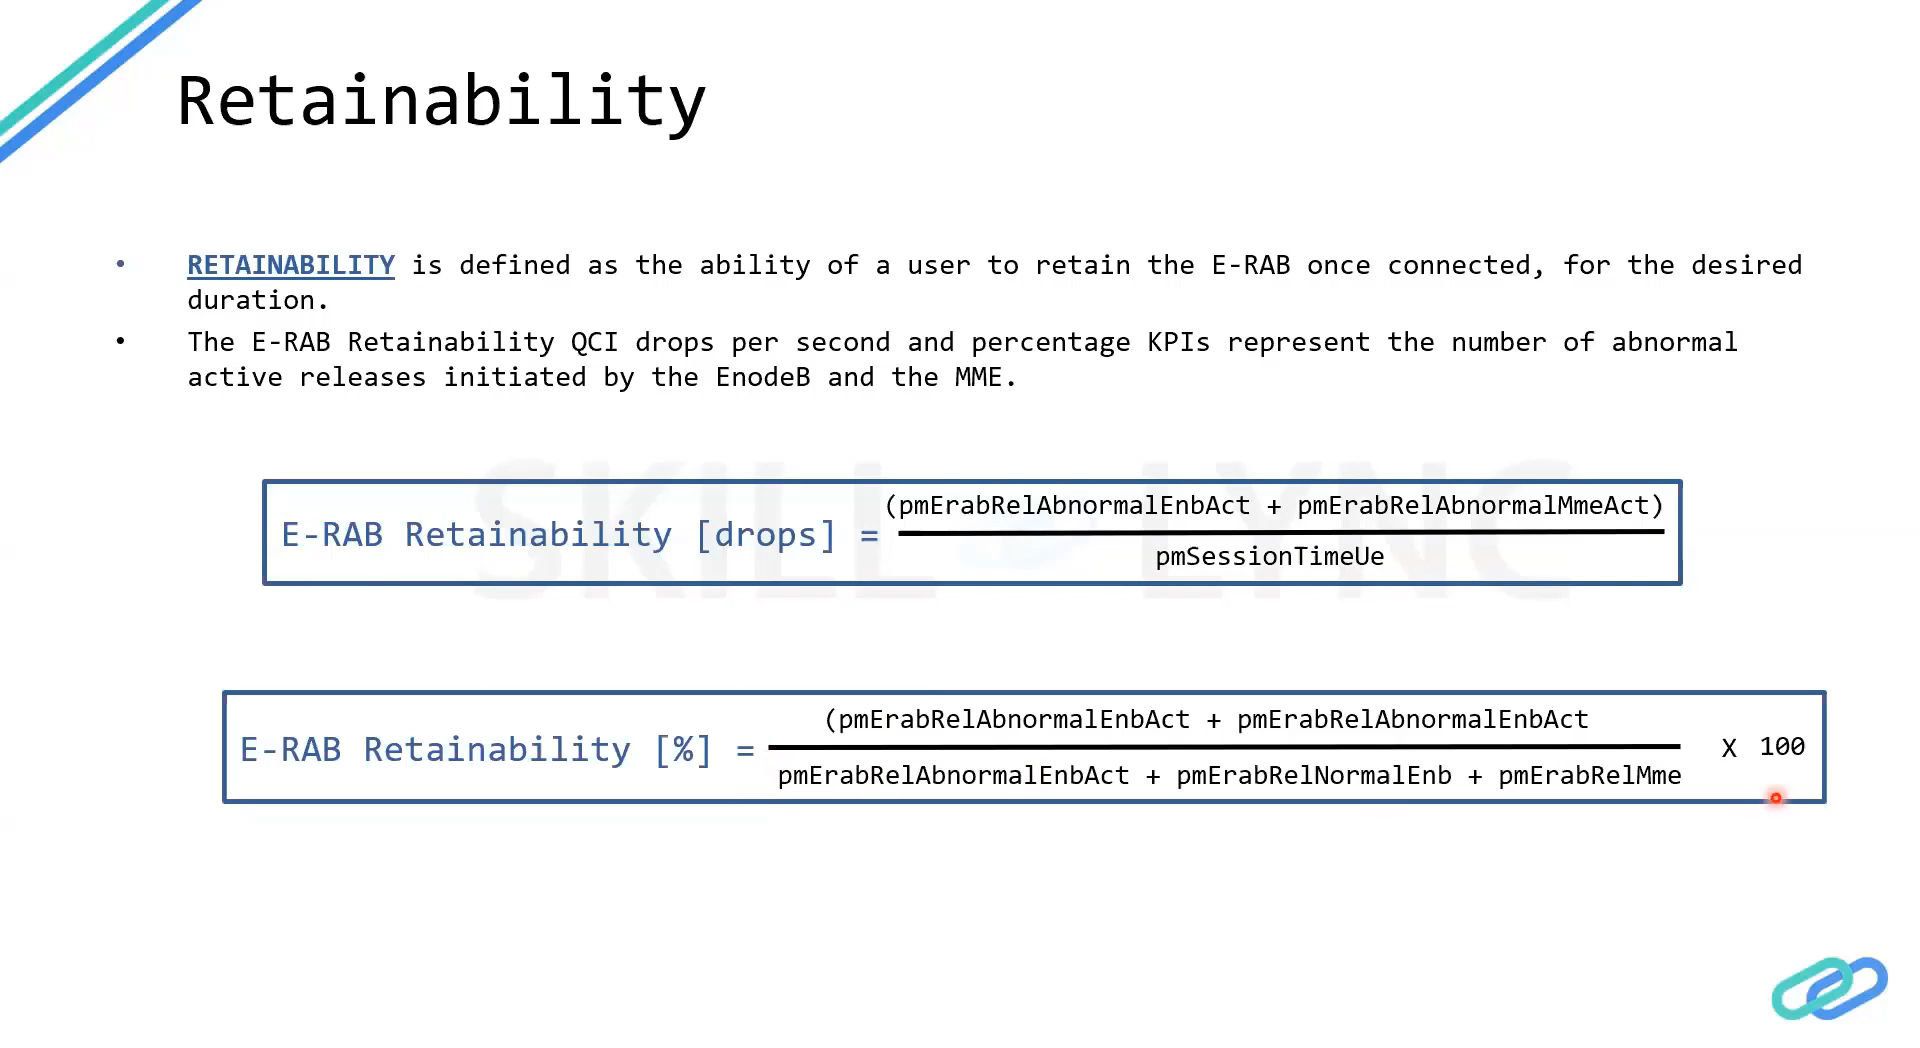 Retainability
• RETAINABILITY is defined as the ability of a user to retain the E-RAB once connected, for the desired
duration.
• The E-RAB Retainability QCI drops per second and percentage KPIs represent the number of abnormal
active releases initiated by the EnodeB and the MME.
SKILL LYNC
(pmErabRelAbnormalEnbAct + pmErabRelAbnormalMmeAct)
E-RAB Retainability [drops] =
pmSessionTimeUe
(pmErabRelAbnormalEnbAct + pmErabRelAbnormalEnbAct
E-RAB Retainability [%] = X 100
pmErabRelAbnormalEnbAct + pmErabRelNormalEnb + pmErabRelMme